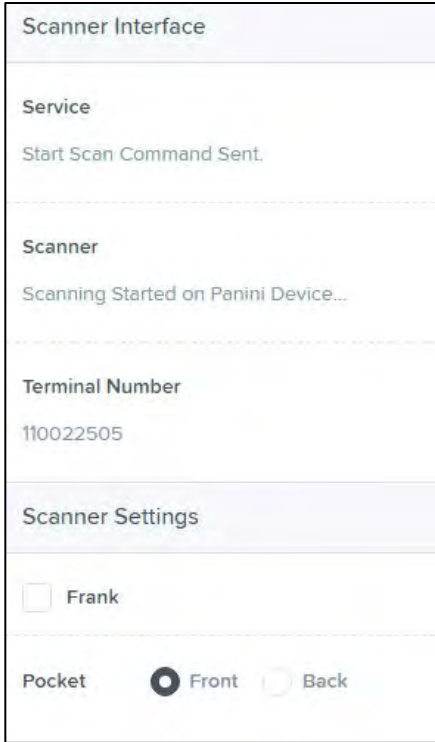 Scanner Interface
Service
Start Scan Command Sent.
Scanner
Scanning Started on Panini Device...
Terminal Number
110022505
Scanner Settings
Frank
Pocket Front Back